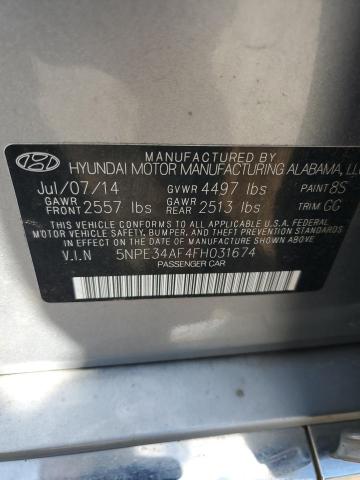 MANUFACTURED BY
HYUNDAI MOTOR MANUFACTURING ALABAMA, LLC
Jul/07/14 GVWR 4497 lbs PAINT 8S
GAWR FRONT 2557 lbs GAWR REAR 2513 lbs TRIM GG
THIS VEHICLE CONFORMS TO ALL APPLICABLE U.S.A. FEDERAL
MOTOR VEHICLE SAFETY, BUMPER, AND THEFT PREVENTION STANDARDS
IN EFFECT ON THE DATE OF MANUFACTURE SHOWN ABOVE.
V.I.N 5NPE34AF4FH031674
PASSENGER CAR